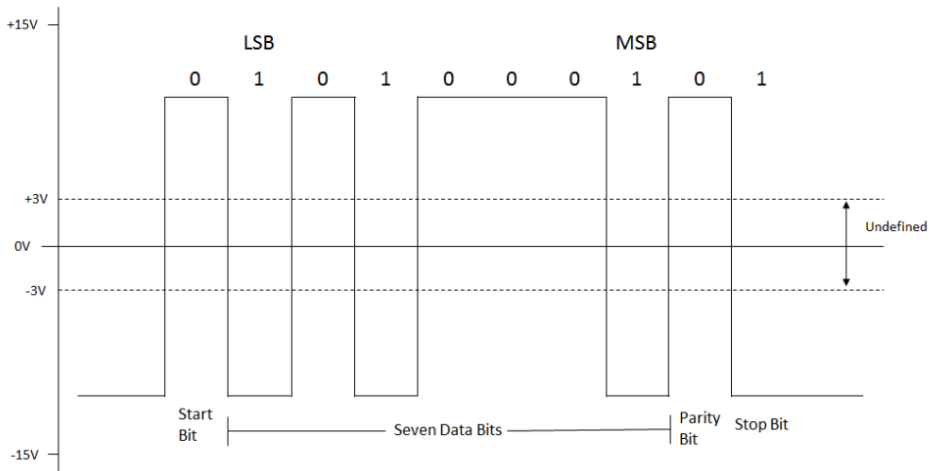 +15V
LSB MSB
0 1 0 1 0 0 0 1 0 1
+3V
Undefined
0V
-3V
Start
Bit
Seven Data Bits
Parity
Bit
Stop Bit
-15V